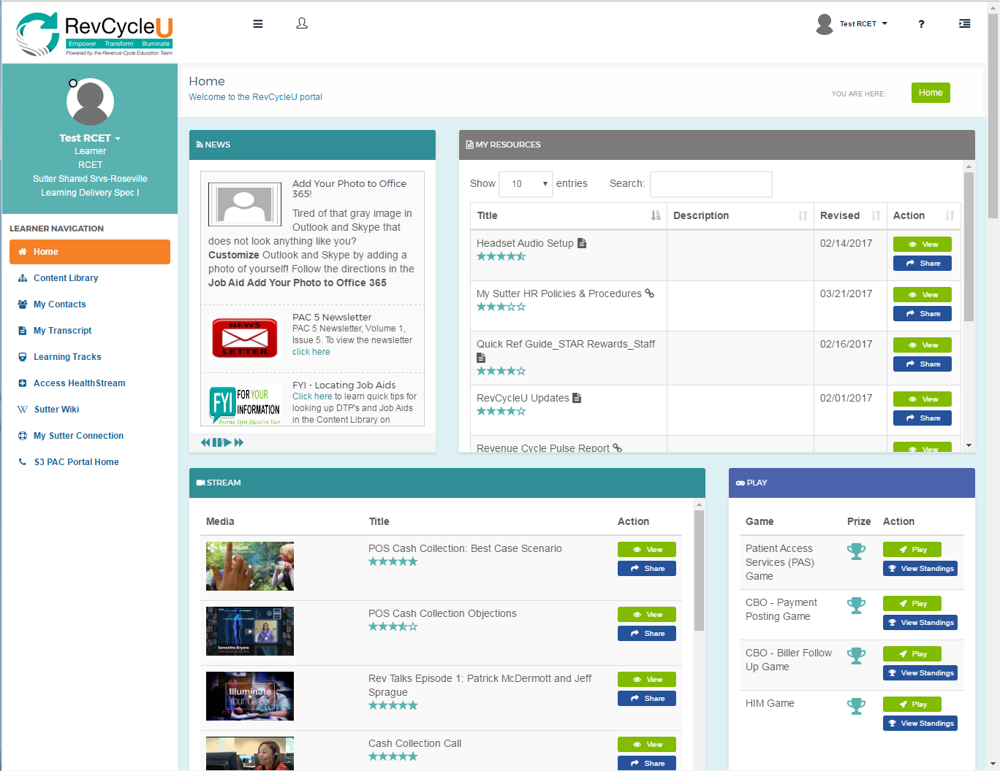 RevCycleU
Empower Transform Illuminate
Powered by the Revenue Cycle Education Team
Test RCET
?
Test RCET
Learner
RCET
Sutter Shared Srvs-Roseville
Learning Delivery Spec I
LEARNER NAVIGATION
Home
Content Library
My Contacts
My Transcript
Learning Tracks
Access HealthStream
W Sutter Wiki
My Sutter Connection
S3 PAC Portal Home
Home
Welcome to the RevCycleU portal
YOU ARE HERE:
Home
NEWS
Add Your Photo to Office
365!
Tired of that gray image in
Outlook and Skype that
does not look anything like you?
Customize Outlook and Skype by adding a
photo of yourself! Follow the directions in the
Job Aid Add Your Photo to Office 365
NEWS
LETTER
PAC 5 Newsletter
PAC 5 Newsletter, Volume 1,
Issue 5. To view the newsletter
click here
FYI FOR YOUR
INFORMATION
Revenue Cycle Education Team
FYI - Locating Job Aids
Click here to learn quick tips for
looking up DTP's and Job Aids
in the Content Library on
MY RESOURCES
Show 10 entries Search:
Title Description Revised Action
Headset Audio Setup 02/14/2017 View
Share
My Sutter HR Policies & Procedures 03/21/2017 View
Share
Quick Ref Guide_STAR Rewards_Staff 02/16/2017 View
Share
RevCycleU Updates 02/01/2017 View
Share
Revenue Cycle Pulse Report View
STREAM
Media Title Action
POS Cash Collection: Best Case Scenario View
Share
Samantha Bryane
POS Cash Collection Objections View
Share
Illuminate
Your Career
Rev Talks Episode 1: Patrick McDermott and Jeff
Sprague
View
Share
Cash Collection Call View
Share
PLAY
Game Prize Action
Patient Access
Services (PAS)
Game
Play
View Standings
CBO - Payment
Posting Game
Play
View Standings
CBO - Biller Follow
Up Game
Play
View Standings
HIM Game
Play
View Standings